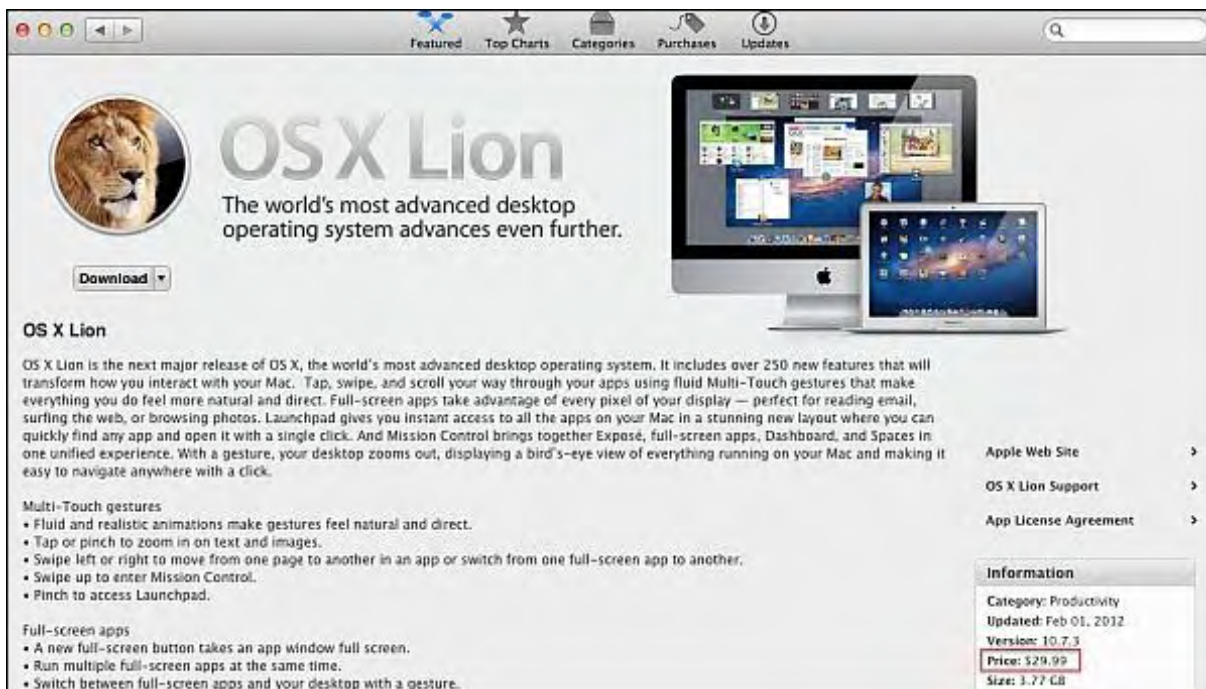 Featured Top Charts Categories Purchases Updates
OS X Lion
The world's most advanced desktop
operating system advances even further.
Download
OS X Lion
OS X Lion is the next major release of OS X, the world's most advanced desktop operating system. It includes over 250 new features that will
transform how you interact with your Mac. Tap, swipe, and scroll your way through your apps using fluid Multi-Touch gestures that make
everything you do feel more natural and direct. Full-screen apps take advantage of every pixel of your display — perfect for reading email,
surfing the web, or browsing photos. Launchpad gives you instant access to all the apps on your Mac in a stunning new layout where you can
quickly find any app and open it with a single click. And Mission Control brings together Exposé, full-screen apps, Dashboard, and Spaces in
one unified experience. With a gesture, your desktop zooms out, displaying a bird's-eye view of everything running on your Mac and making it
easy to navigate anywhere with a click.
Multi-Touch gestures
• Fluid and realistic animations make gestures feel natural and direct.
• Tap or pinch to zoom in on text and images.
• Swipe left or right to move from one page to another in an app or switch from one full-screen app to another.
• Swipe up to enter Mission Control.
• Pinch to access Launchpad.
Full-screen apps
• A new full-screen button takes an app window full screen.
• Run multiple full-screen apps at the same time.
• Switch between full-screen apps and your desktop with a gesture.
Apple Web Site
OS X Lion Support
App License Agreement
Information
Category: Productivity
Updated: Feb 01, 2012
Version: 10.7.3
Price: $29.99
Size: 3.77 GB